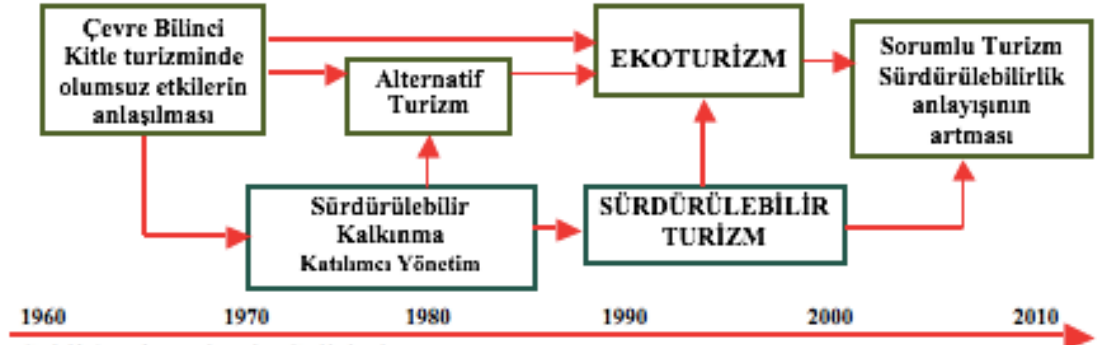 Çevre Bilinci
Kitle turizminde
olumsuz etkilerin
anlaşılması
Alternatif
Turizm
EKOTURİZM
Sorumlu Turizm
Sürdürülebilirlik
anlayışının
artması
Sürdürülebilir
Kalkınma
Katılımcı Yönetim
SÜRDÜRÜLEBİLİR
TURİZM
1960 1970 1980 1990 2000 2010